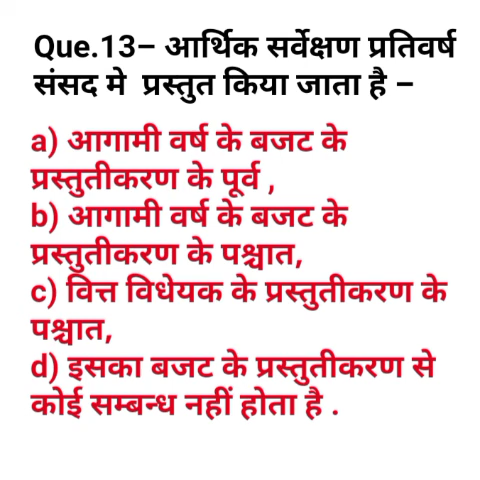 Que.13– आर्थिक सर्वेक्षण प्रतिवर्ष
संसद मे प्रस्तुत किया जाता है –
a) आगामी वर्ष के बजट के
प्रस्तुतीकरण के पूर्व ,
b) आगामी वर्ष के बजट के
प्रस्तुतीकरण के पश्चात,
c) वित्त विधेयक के प्रस्तुतीकरण के
पश्चात,
d) इसका बजट के प्रस्तुतीकरण से
कोई सम्बन्ध नहीं होता है .